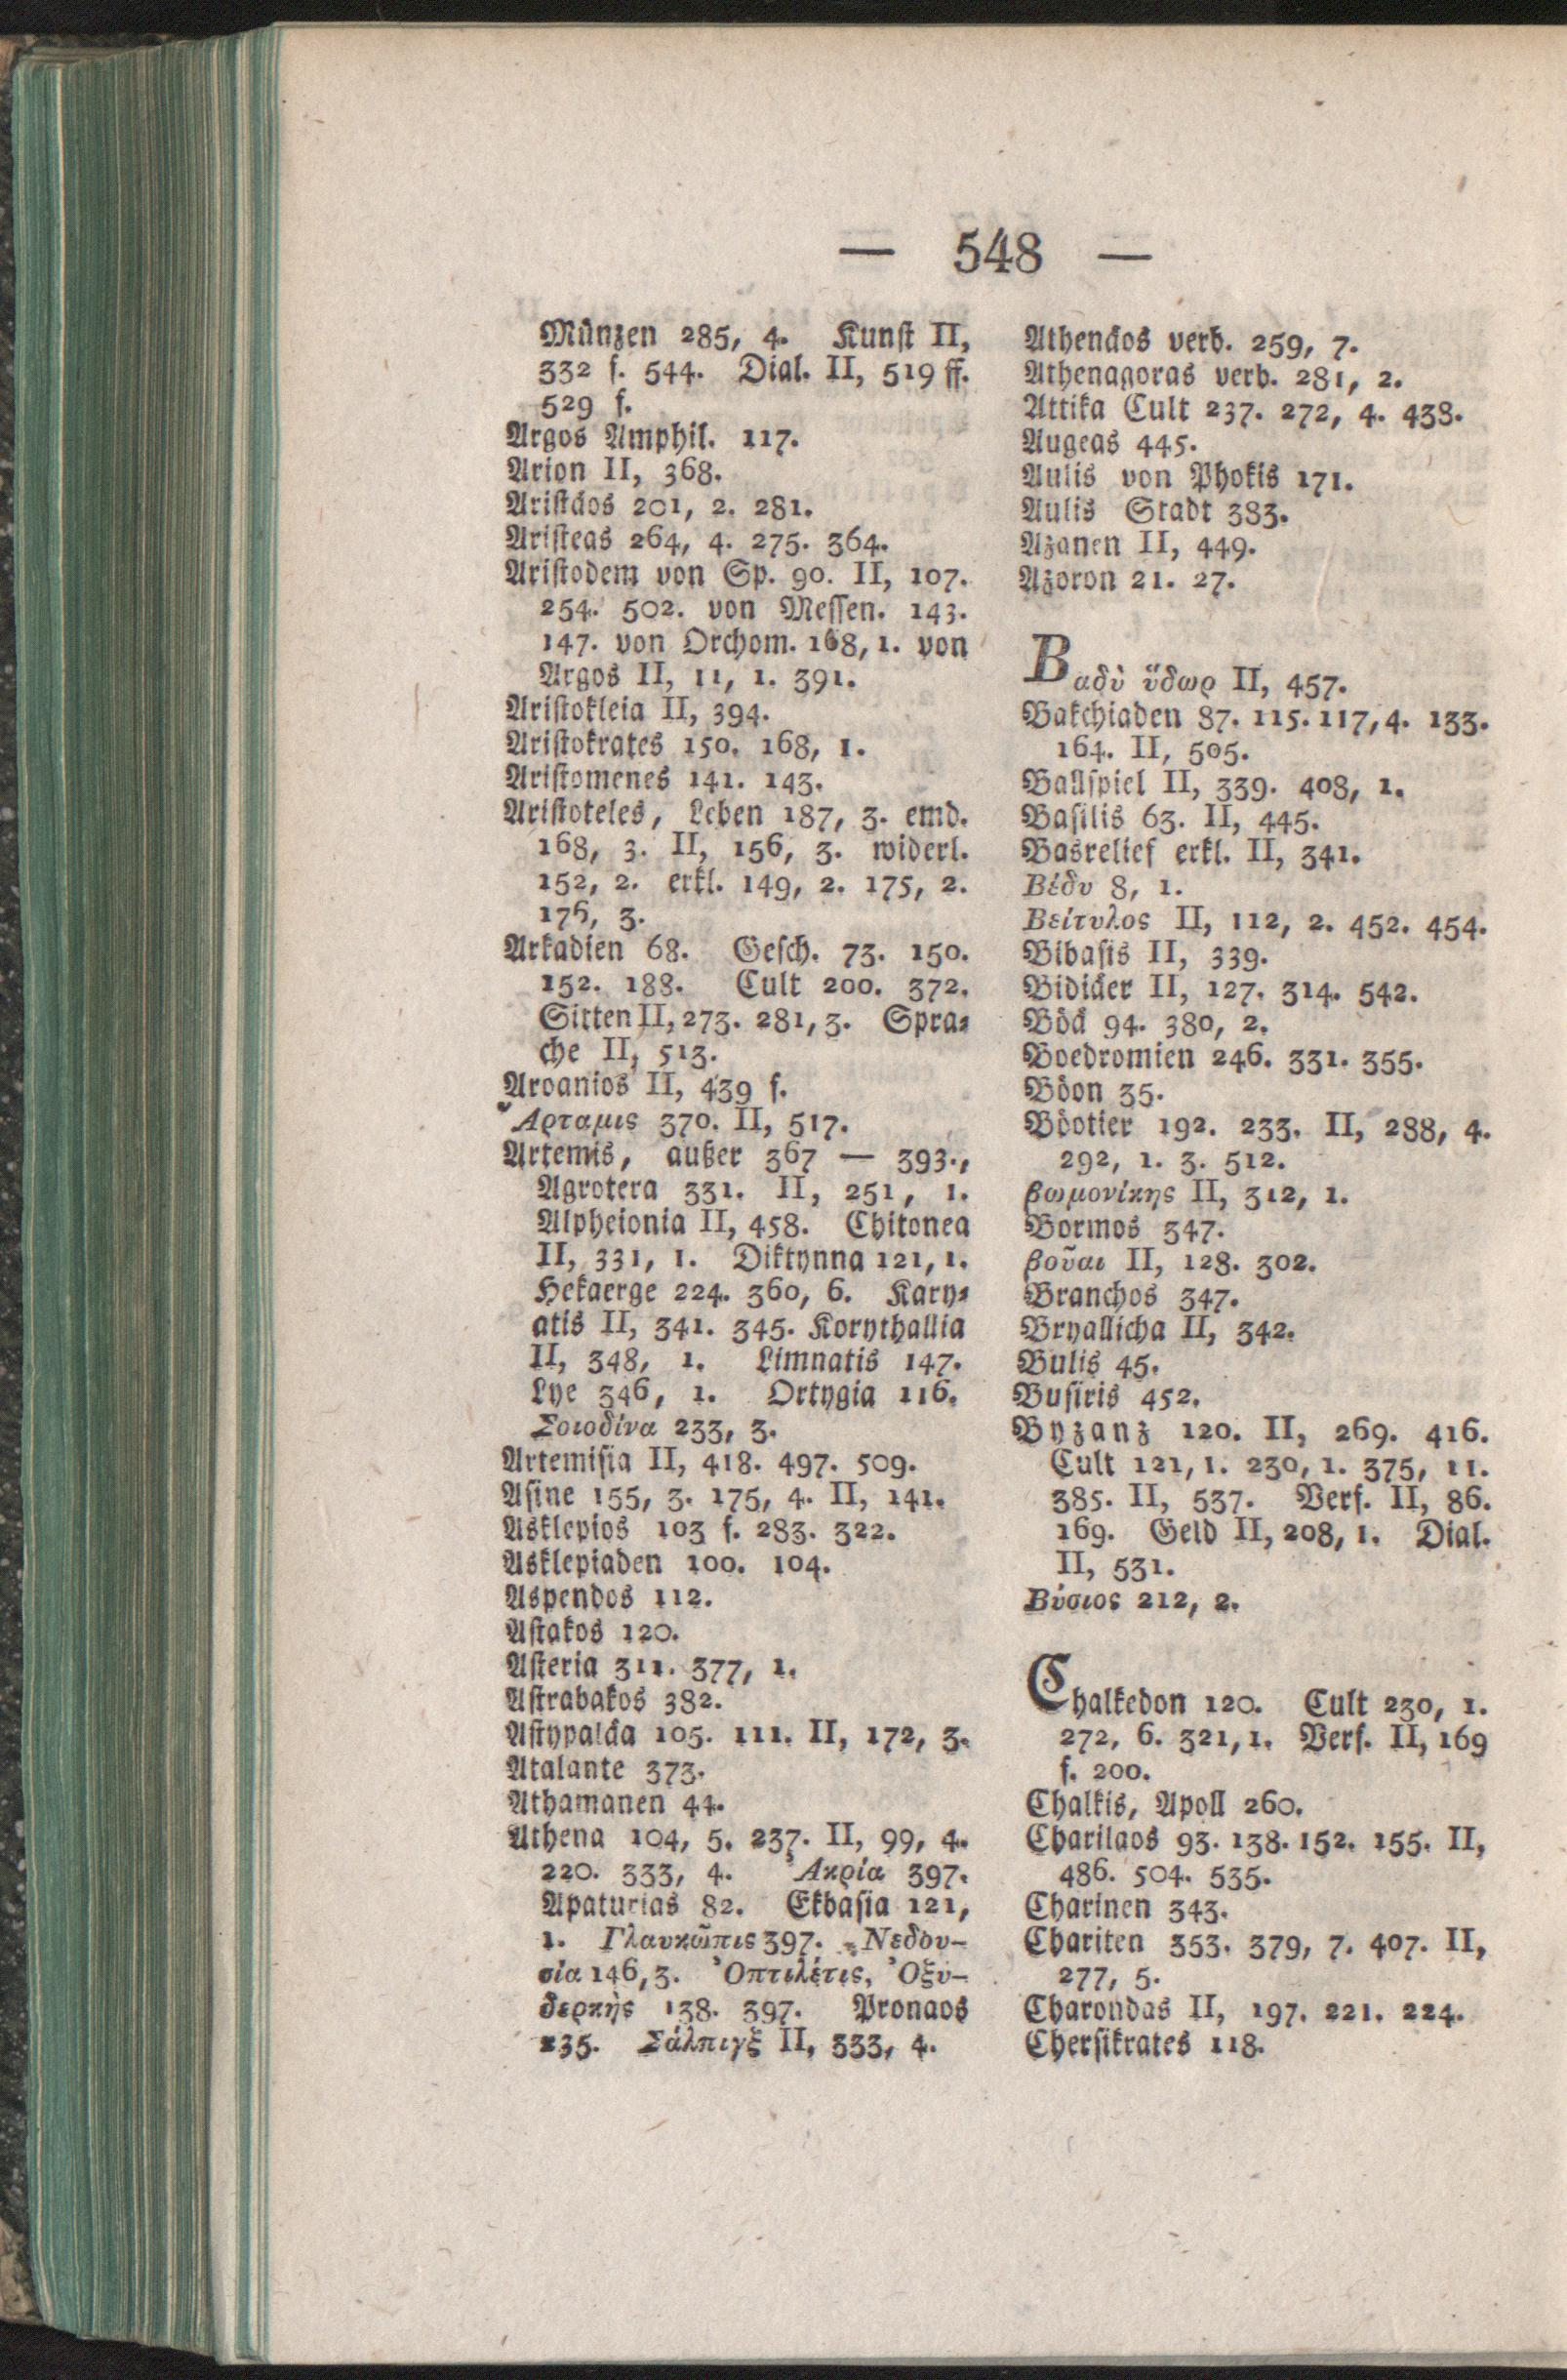 — 548 —
Münzen 285, 4. Kunst II,
332 f. 544. Dial. II, 519 ff.
529 f.
Argos Amphil. 117.
Arion II, 368.
Aristäos 201, 2. 281.
Aristeas 264, 4. 275. 364.
Aristodem von Sp. 90. II, 107.
254. 502. von Messen. 143.
147. von Orchom. 168, 1. von
Argos II, 11, 1. 391.
Aristokleia II, 394.
Aristokrates 150. 168, 1.
Aristomenes 141. 143.
Aristoteles, Leben 187, 3. emd.
168, 3. II, 156, 3. widerl.
152, 2. erkl. 149, 2. 175, 2.
176, 3.
Arkadien 68. Gesch. 73. 150.
152. 188. Cult 200. 372.
Sitten II, 273. 281, 3. Spra-
che II, 513.
Aroanios II, 439 f.
Ἄρταμις 370. II, 517.
Artemis, außer 367 — 393.,
Agrotera 331. II, 251, 1.
Alpheionia II, 458. Chitonea
II, 331, 1. Diktynna 121, 1.
Hekaerge 224. 360, 6. Kary-
atis II, 341. 345. Korythallia
II, 348, 1. Limnatis 147.
Lye 346, 1. Ortygia 116.
Σοιοδίνα 233, 3.
Artemisia II, 418. 497. 509.
Asine 155, 3. 175, 4. II, 141.
Asklepios 103 f. 283. 322.
Asklepiaden 100. 104.
Aspendos 112.
Astakos 120.
Asteria 311. 377, 1.
Astrabakos 382.
Astypaläa 105. 111. II, 172, 3.
Atalante 373.
Athamanen 44.
Athena 104, 5. 237. II, 99, 4.
220. 333, 4. Ἀκρία 397.
Apaturias 82. Ekbasia 121,
1. Γλαυκῶπις 397. Νεδου-
σία 146, 3. Ὀπτιλέτις, Ὀξυ-
δερκὴς 138. 397. Pronaos
235. Σάλπιγξ II, 333, 4.
Athenäos verb. 259, 7.
Athenagoras verb. 281, 2.
Attika Cult 237. 272, 4. 438.
Augeas 445.
Aulis von Phokis 171.
Aulis Stadt 383.
Azanen II, 449.
Azoron 21. 27.
Βαδὺ ὕδωρ II, 457.
Bakchiaden 87. 115. 117, 4. 133.
164. II, 505.
Ballspiel II, 339. 408, 1.
Basilis 63. II, 445.
Basrelief erkl. II, 341.
Βέδυ 8, 1.
Βείτυλος II, 112, 2. 452. 454.
Bibasis II, 339.
Bidiäer II, 127. 314. 542.
Böä 94. 380, 2.
Boedromien 246. 331. 355.
Böon 35.
Böotier 192. 233. II, 288, 4.
292, 1. 3. 512.
βωμονίκης II, 312, 1.
Bormos 347.
βοῦαι II, 128. 302.
Branchos 347.
Bryallicha II, 342.
Bulis 45.
Busiris 452.
Byzanz 120. II, 269. 416.
Cult 121, 1. 230, 1. 375, 11.
385. II, 537. Verf. II, 86.
169. Geld II, 208, 1. Dial.
II, 531.
Βύσιος 212, 2.
Chalkedon 120. Cult 230, 1.
272, 6. 321, 1. Verf. II, 169
f. 200.
Chalkis, Apoll 260.
Charilaos 93. 138. 152. 155. II,
486. 504. 535.
Charinen 343.
Chariten 353. 379, 7. 407. II,
277, 5.
Charondas II, 197. 221. 224.
Chersikrates 118.